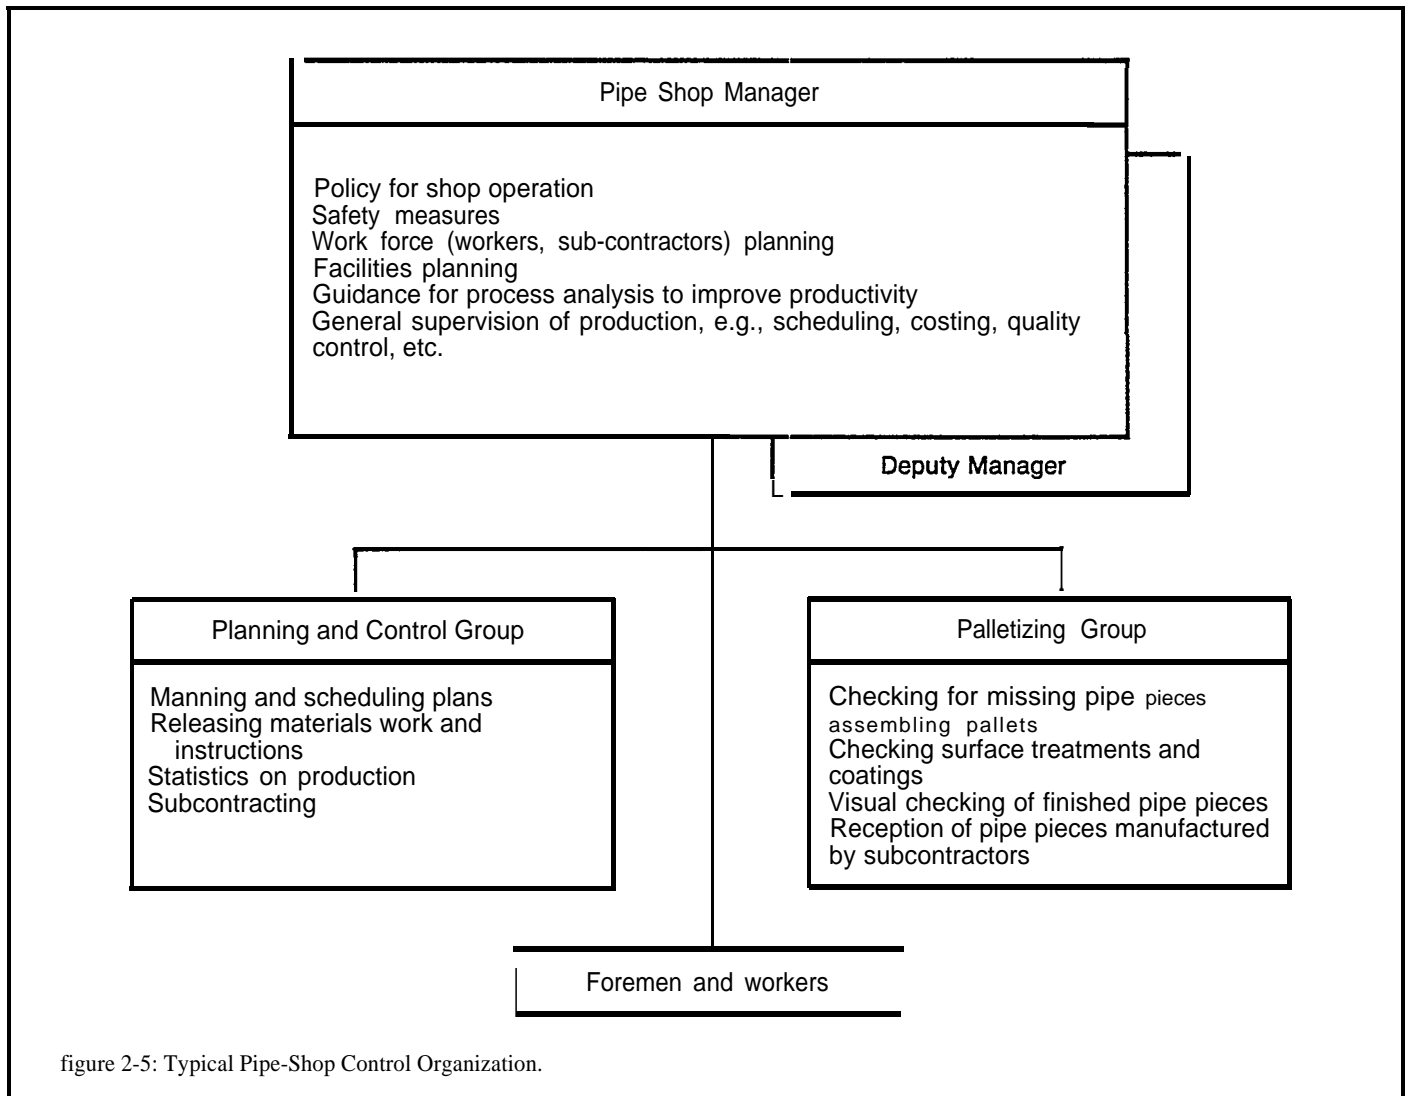 Pipe Shop Manager
Policy for shop operation
Safety measures
Work force (workers, sub-contractors) planning
Facilities planning
Guidance for process analysis to improve productivity
General supervision of production, e.g., scheduling, costing, quality
control, etc.
Deputy Manager
Planning and Control Group
Manning and scheduling plans
Releasing materials work and
instructions
Statistics on production
Subcontracting
Palletizing Group
Checking for missing pipe pieces
assembling pallets
Checking surface treatments and
coatings
Visual checking of finished pipe pieces
Reception of pipe pieces manufactured
by subcontractors
Foremen and workers
figure 2-5: Typical Pipe-Shop Control Organization.